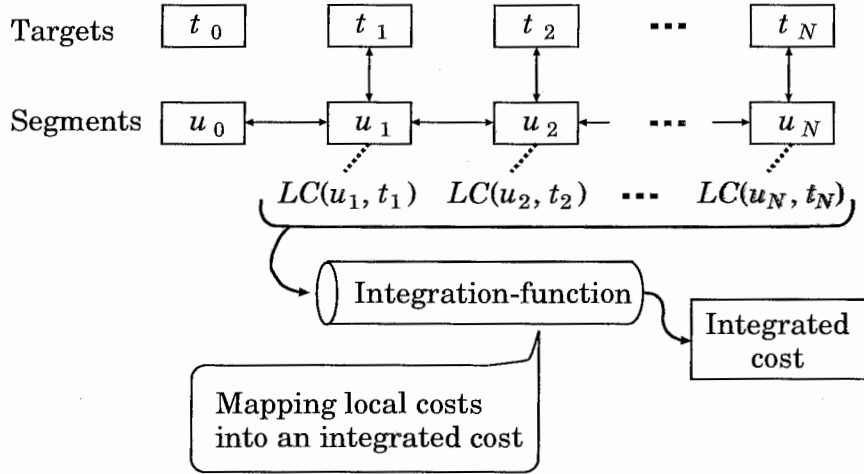 Targets t 0 t 1 t 2 ··· t N
Segments u 0 u 1 u 2 ··· u N
LC(u1, t1) LC(u2, t2) ··· LC(uN, tN)
Integration-function
Integrated
cost
Mapping local costs
into an integrated cost